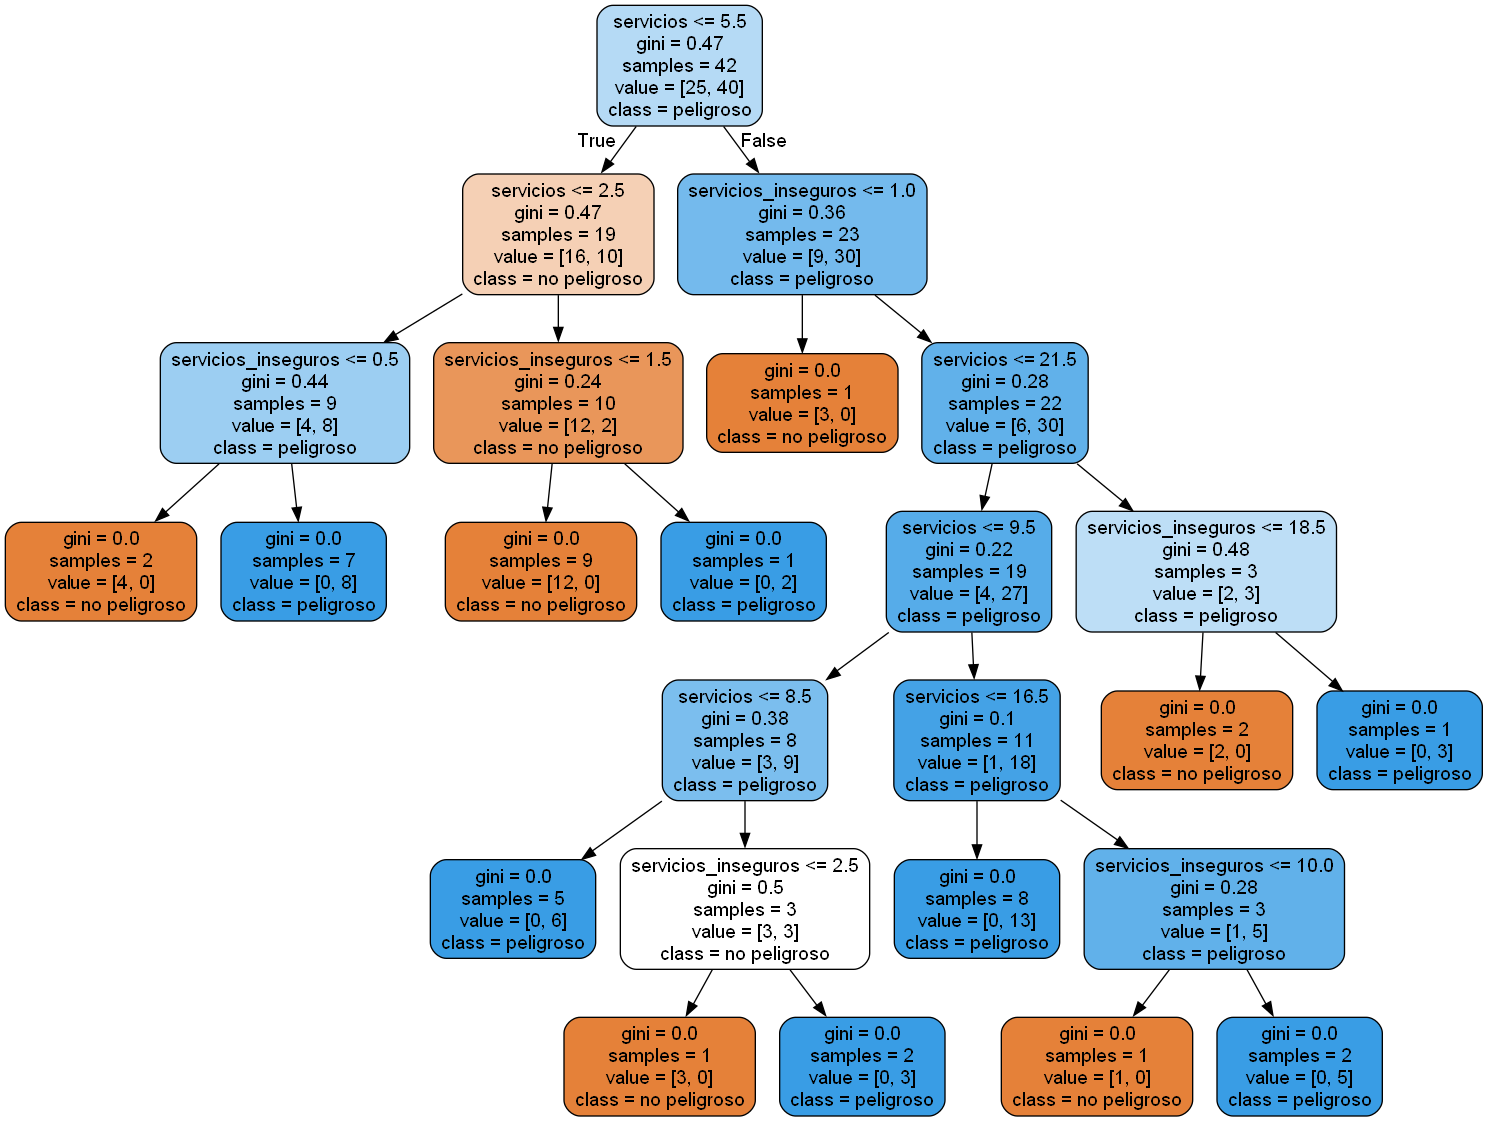 servicios <= 5.5
gini = 0.47
samples = 42
value = [25, 40]
class = peligroso
True
False
servicios <= 2.5
gini = 0.47
samples = 19
value = [16, 10]
class = no peligroso
servicios_inseguros <= 1.0
gini = 0.36
samples = 23
value = [9, 30]
class = peligroso
servicios_inseguros <= 0.5
gini = 0.44
samples = 9
value = [4, 8]
class = peligroso
servicios_inseguros <= 1.5
gini = 0.24
samples = 10
value = [12, 2]
class = no peligroso
gini = 0.0
samples = 1
value = [3, 0]
class = no peligroso
servicios <= 21.5
gini = 0.28
samples = 22
value = [6, 30]
class = peligroso
gini = 0.0
samples = 2
value = [4, 0]
class = no peligroso
gini = 0.0
samples = 7
value = [0, 8]
class = peligroso
gini = 0.0
samples = 9
value = [12, 0]
class = no peligroso
gini = 0.0
samples = 1
value = [0, 2]
class = peligroso
servicios <= 9.5
gini = 0.22
samples = 19
value = [4, 27]
class = peligroso
servicios_inseguros <= 18.5
gini = 0.48
samples = 3
value = [2, 3]
class = peligroso
servicios <= 8.5
gini = 0.38
samples = 8
value = [3, 9]
class = peligroso
servicios <= 16.5
gini = 0.1
samples = 11
value = [1, 18]
class = peligroso
gini = 0.0
samples = 2
value = [2, 0]
class = no peligroso
gini = 0.0
samples = 1
value = [0, 3]
class = peligroso
gini = 0.0
samples = 5
value = [0, 6]
class = peligroso
servicios_inseguros <= 2.5
gini = 0.5
samples = 3
value = [3, 3]
class = no peligroso
gini = 0.0
samples = 8
value = [0, 13]
class = peligroso
servicios_inseguros <= 10.0
gini = 0.28
samples = 3
value = [1, 5]
class = peligroso
gini = 0.0
samples = 1
value = [3, 0]
class = no peligroso
gini = 0.0
samples = 2
value = [0, 3]
class = peligroso
gini = 0.0
samples = 1
value = [1, 0]
class = no peligroso
gini = 0.0
samples = 2
value = [0, 5]
class = peligroso